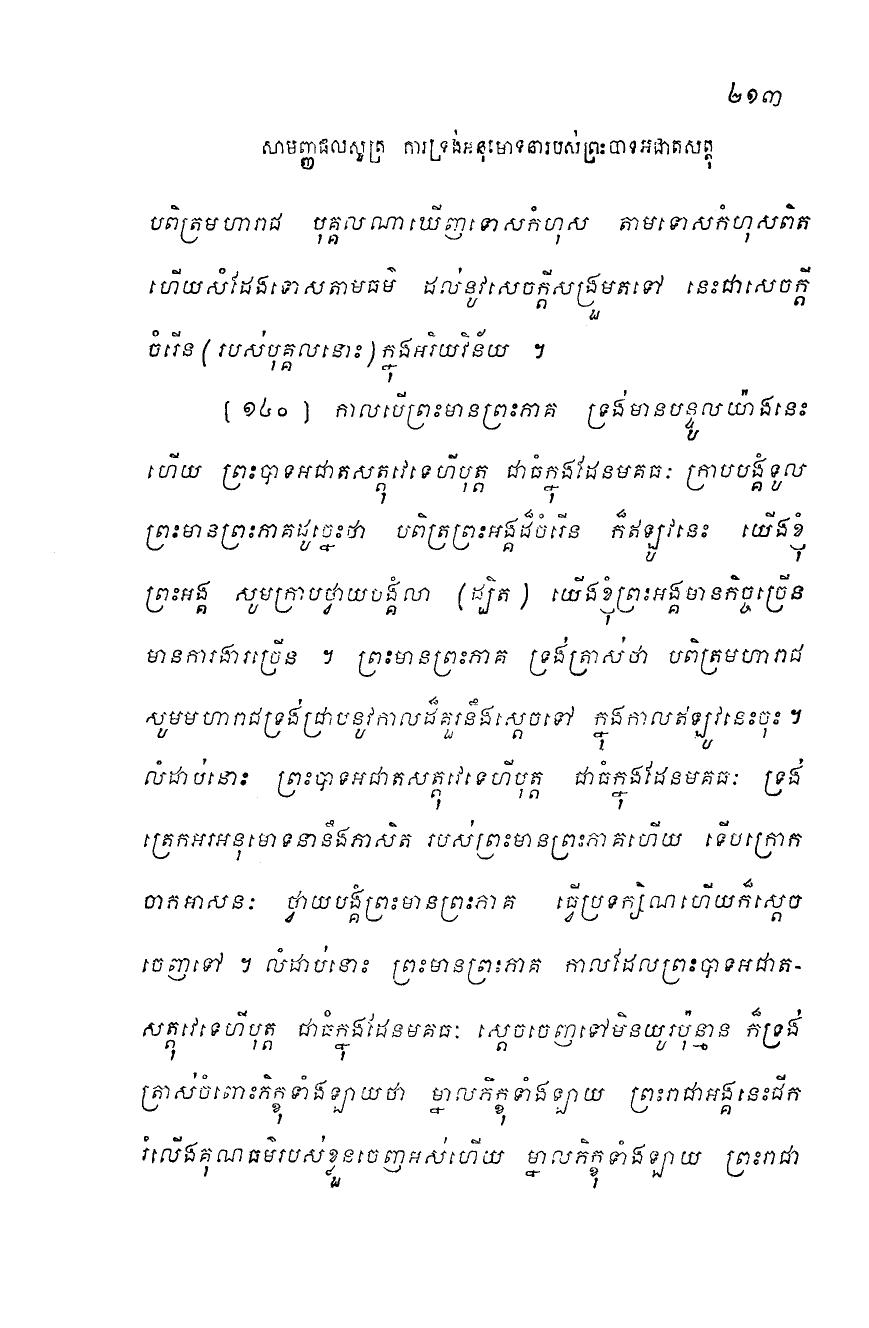 ២១៣
សាមញ្ញផលសូត្រ ការទ្រង់អនុមោទនារបស់ព្រះបាទអជាតសត្តុ
បពិត្រមហារាជ បុគ្គលណាឃើញទោសកំហុស តាមទោសកំហុសពិត
ហើយសំដែងទោសតាមធម៌ ដល់នូវសេចក្តីសង្រួមតទៅ នេះជាសេចក្តី
ចំរើន (របស់បុគ្គលនោះ) ក្នុងអរិយវិន័យ ។
[១៤០] កាលបើព្រះមានព្រះភាគ ទ្រង់មានបន្ទូលយ៉ាងនេះ
ហើយ ព្រះបាទអជាតសត្តុវេទេហីបុត្ត ជាធំក្នុងដែនមគធៈ ក្រាបបង្គំទូល
ព្រះមានព្រះភាគដូច្នេះថា បពិត្រព្រះអង្គដ៏ចំរើន ក៏ឥឡូវនេះ យើងខ្ញុំ
ព្រះអង្គ សូមក្រាបថ្វាយបង្គំលា (ដ្បិត) យើងខ្ញុំព្រះអង្គមានកិច្ចច្រើន
មានការងារច្រើន ។ ព្រះមានព្រះភាគ ទ្រង់ត្រាស់ថា បពិត្រមហារាជ
សូមមហារាជទ្រង់ជ្រាបនូវកាលដ៏គួរនឹងស្តេចទៅ ក្នុងកាលឥឡូវនេះចុះ ។
លំដាប់នោះ ព្រះបាទអជាតសត្តុវេទេហីបុត្ត ជាធំក្នុងដែនមគធៈ ទ្រង់
ត្រេកអរអនុមោទនានឹងភាសិត របស់ព្រះមានព្រះភាគហើយ ទើបក្រោក
ចាកអាសនៈ ថ្វាយបង្គំព្រះមានព្រះភាគ ធ្វើប្រទក្សិណហើយក៏ស្តេច
ចេញទៅ ។ លំដាប់នោះ ព្រះមានព្រះភាគ កាលដែលព្រះបាទអជាត-
សត្តុវេទេហីបុត្ត ជាធំក្នុងដែនមគធៈ ស្តេចចេញទៅមិនយូរប៉ុន្មាន ក៏ទ្រង់
ត្រាស់ចំពោះភិក្ខុទាំងឡាយថា ម្នាលភិក្ខុទាំងឡាយ ព្រះរាជាអង្គនេះជីក
រំលើងគុណធម៌របស់ខ្លួនចេញអស់ហើយ ម្នាលភិក្ខុទាំងឡាយ ព្រះរាជា